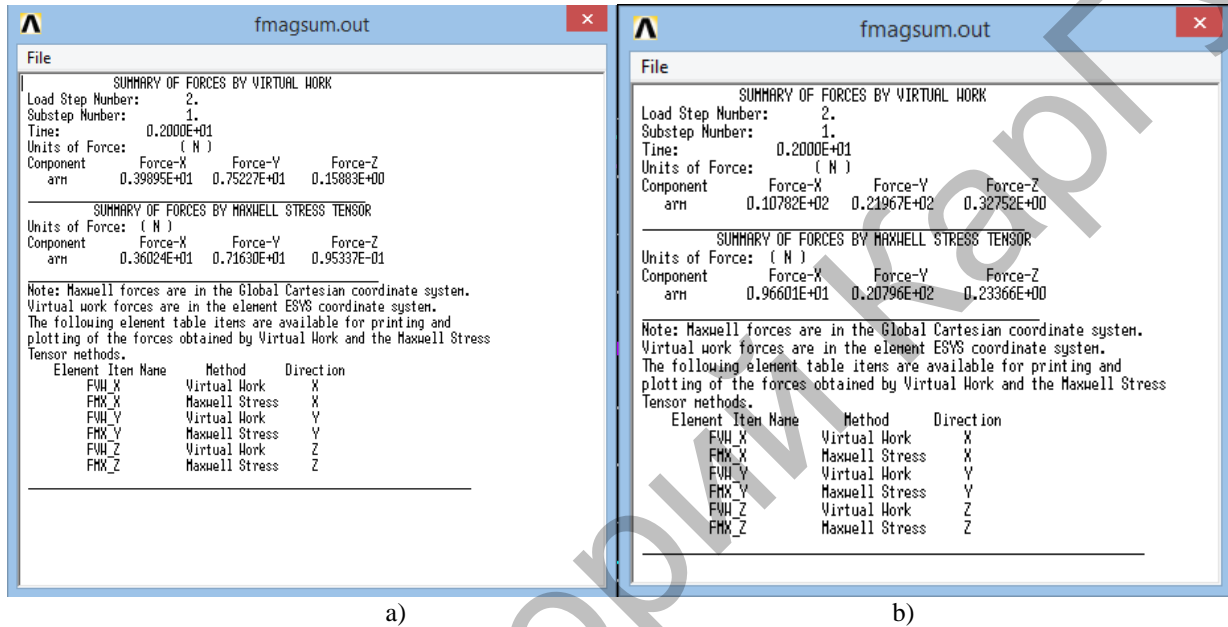 fmagsum.out
File
SUMMARY OF FORCES BY VIRTUAL WORK
Load Step Number: 2.
Substep Number: 1.
Time: 0.2000E+01
Units of Force: ( N )
Component Force-X Force-Y Force-Z
arm 0.39895E+01 0.75227E+01 0.15883E+00
SUMMARY OF FORCES BY MAXWELL STRESS TENSOR
Units of Force: ( N )
Component Force-X Force-Y Force-Z
arm 0.36024E+01 0.71630E+01 0.95337E-01
Note: Maxwell forces are in the Global Cartesian coordinate system.
Virtual work forces are in the element ESYS coordinate system.
The following element table items are available for printing and
plotting of the forces obtained by Virtual Work and the Maxwell Stress
Tensor methods.
Element Item Name Method Direction
FVW_X Virtual Work X
FMX_X Maxwell Stress X
FVW_Y Virtual Work Y
FMX_Y Maxwell Stress Y
FVW_Z Virtual Work Z
FMX_Z Maxwell Stress Z
a)
fmagsum.out
File
SUMMARY OF FORCES BY VIRTUAL WORK
Load Step Number: 2.
Substep Number: 1.
Time: 0.2000E+01
Units of Force: ( N )
Component Force-X Force-Y Force-Z
arm 0.10782E+02 0.21967E+02 0.32752E+00
SUMMARY OF FORCES BY MAXWELL STRESS TENSOR
Units of Force: ( N )
Component Force-X Force-Y Force-Z
arm 0.96601E+01 0.20796E+02 0.23366E+00
Note: Maxwell forces are in the Global Cartesian coordinate system.
Virtual work forces are in the element ESYS coordinate system.
The following element table items are available for printing and
plotting of the forces obtained by Virtual Work and the Maxwell Stress
Tensor methods.
Element Item Name Method Direction
FVW_X Virtual Work X
FMX_X Maxwell Stress X
FVW_Y Virtual Work Y
FMX_Y Maxwell Stress Y
FVW_Z Virtual Work Z
FMX_Z Maxwell Stress Z
b)